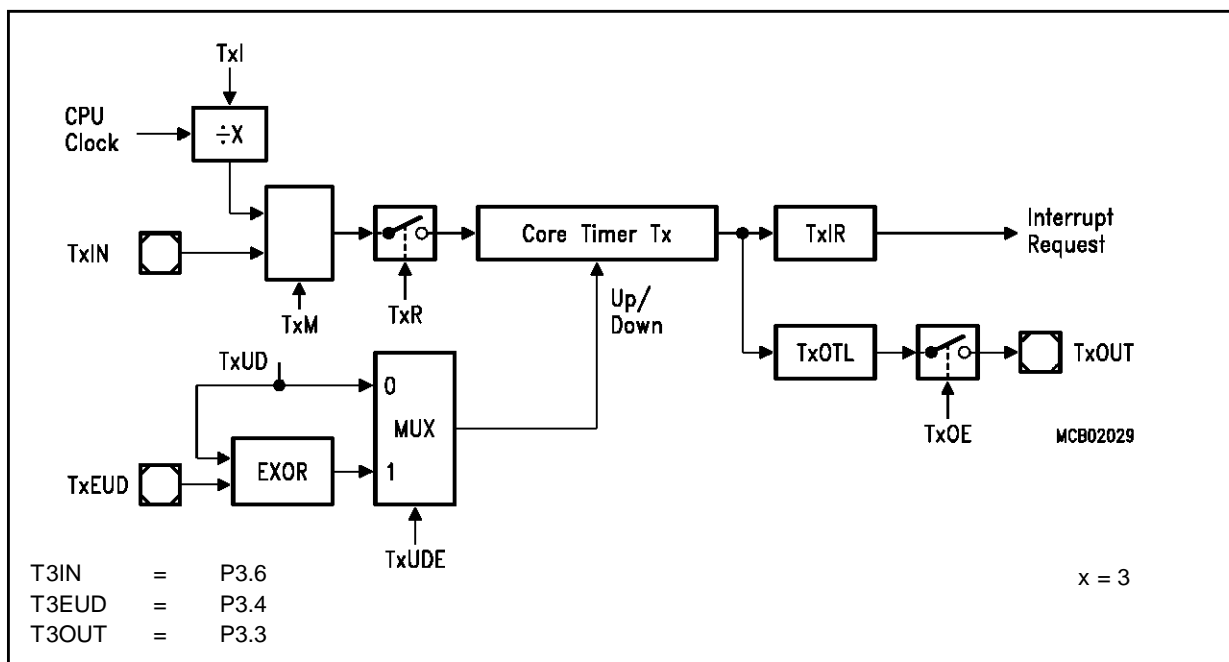 TxI
CPU
Clock
÷X
TxIN
TxM
TxR
Core Timer Tx
TxIR
Interrupt
Request
Up/
Down
TxOTL
TxOUT
TxOE
MCB02029
TxUD
0
MUX
1
EXOR
TxEUD
TxUDE
T3IN = P3.6
T3EUD = P3.4
T3OUT = P3.3
x = 3